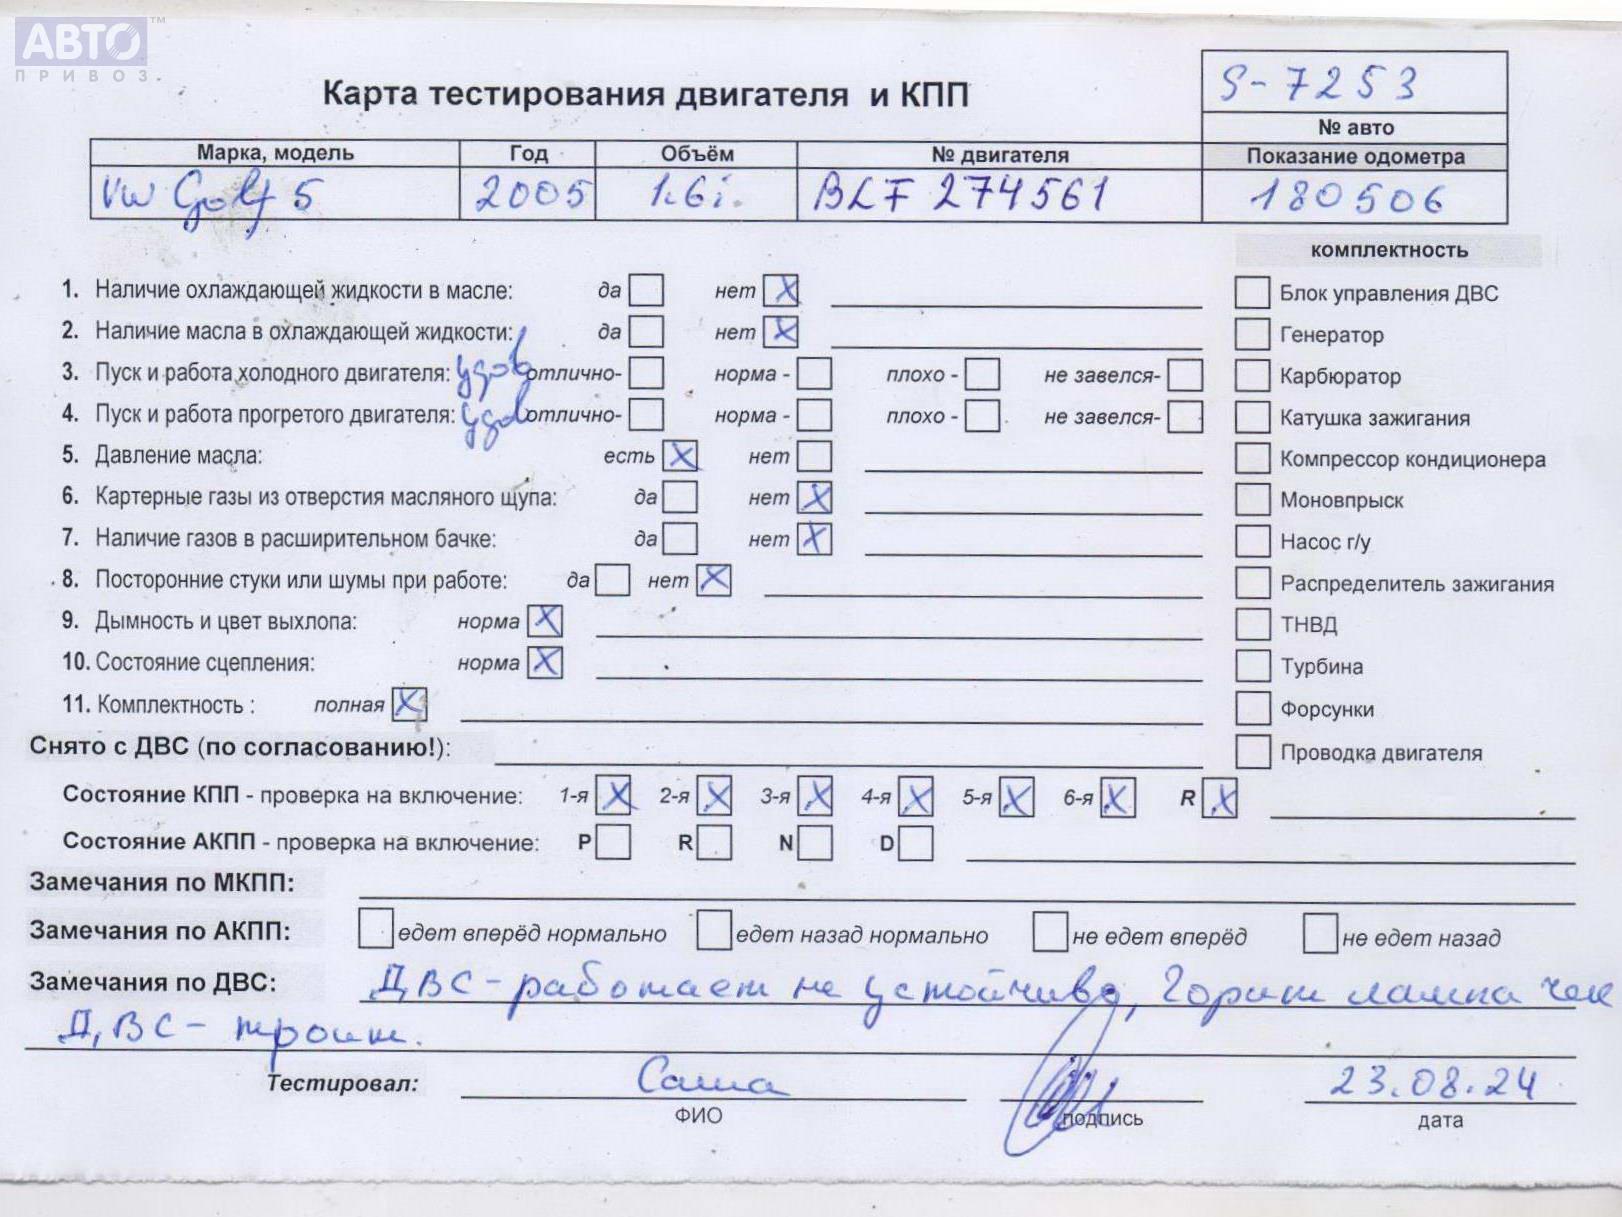 АВТО™
ПРИВОЗ.
Карта тестирования двигателя и КПП
S-7253
№ авто
Марка, модель Год Объём № двигателя Показание одометра
VW Golf 5 2005 1.6i. BLF 274561 180506
комплектность
1. Наличие охлаждающей жидкости в масле: да нет X Блок управления ДВС
2. Наличие масла в охлаждающей жидкости: да нет X Генератор
3. Пуск и работа холодного двигателя: удов отлично- норма - плохо - не завелся- Карбюратор
4. Пуск и работа прогретого двигателя: удов отлично- норма - плохо - не завелся- Катушка зажигания
5. Давление масла: есть X нет Компрессор кондиционера
6. Картерные газы из отверстия масляного щупа: да нет X Моновпрыск
7. Наличие газов в расширительном бачке: да нет X Насос г/у
8. Посторонние стуки или шумы при работе: да нет X Распределитель зажигания
9. Дымность и цвет выхлопа: норма X ТНВД
10. Состояние сцепления: норма X Турбина
11. Комплектность : полная X Форсунки
Снято с ДВС (по согласованию!): Проводка двигателя
Состояние КПП - проверка на включение: 1-я X 2-я X 3-я X 4-я X 5-я X 6-я X R X
Состояние АКПП - проверка на включение: P R N D
Замечания по МКПП:
Замечания по АКПП: едет вперёд нормально едет назад нормально не едет вперёд не едет назад
Замечания по ДВС: ДВС - работает не устойчиво, Горит лампа чек
ДВС - троит.
Тестировал: Саша 23.08.24
ФИО подпись дата